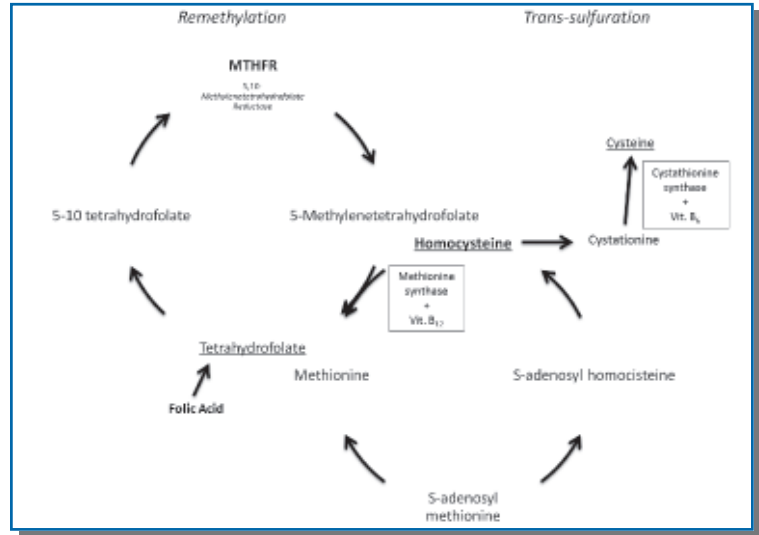 Remethylation
Trans-sulfuration
MTHFR
5,10
Methylenetetrahydrofolate
Reductase
Cysteine
Cystathionine
synthase
+
Vit. B6
5-10 tetrahydrofolate
5-Methylenetetrahydrofolate
Homocysteine
Cystationine
Methionine
synthase
+
Vit. B12
Tetrahydrofolate
Methionine
S-adenosyl homocisteine
Folic Acid
S-adenosyl
methionine